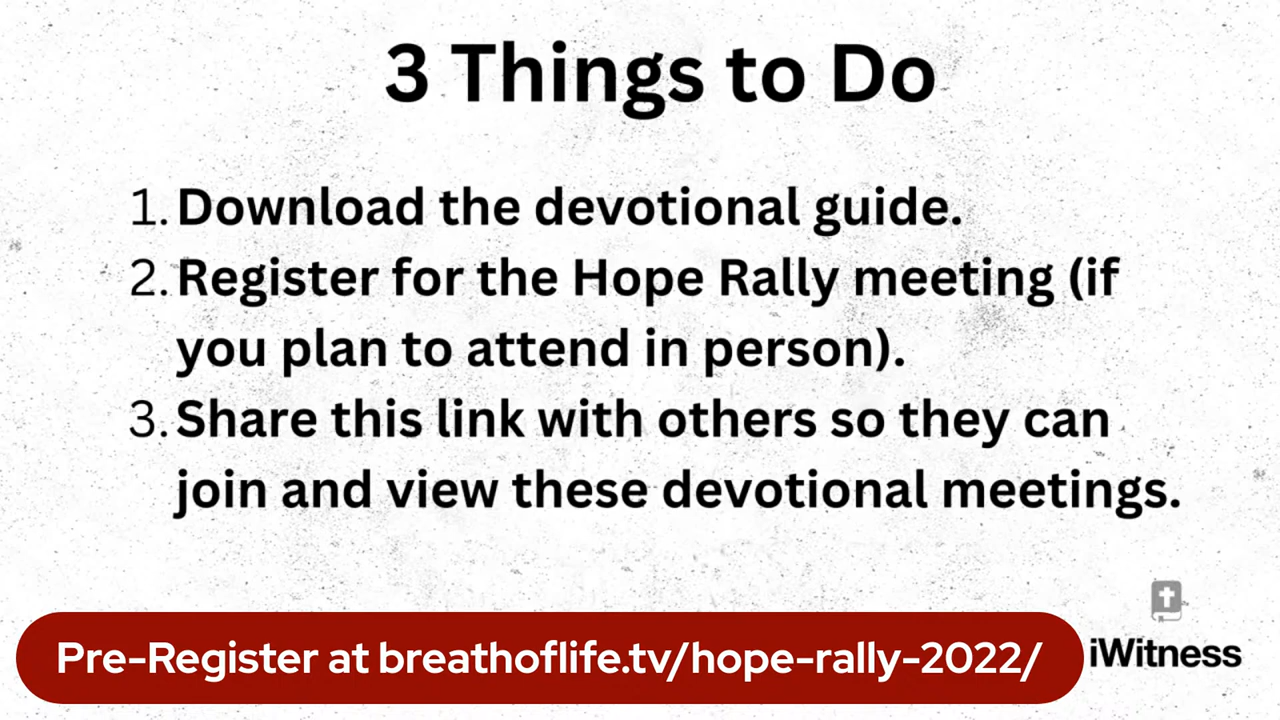 3 Things to Do
1. Download the devotional guide.
2. Register for the Hope Rally meeting (if
you plan to attend in person).
3. Share this link with others so they can
join and view these devotional meetings.
Pre-Register at breathoflife.tv/hope-rally-2022/
iWitness